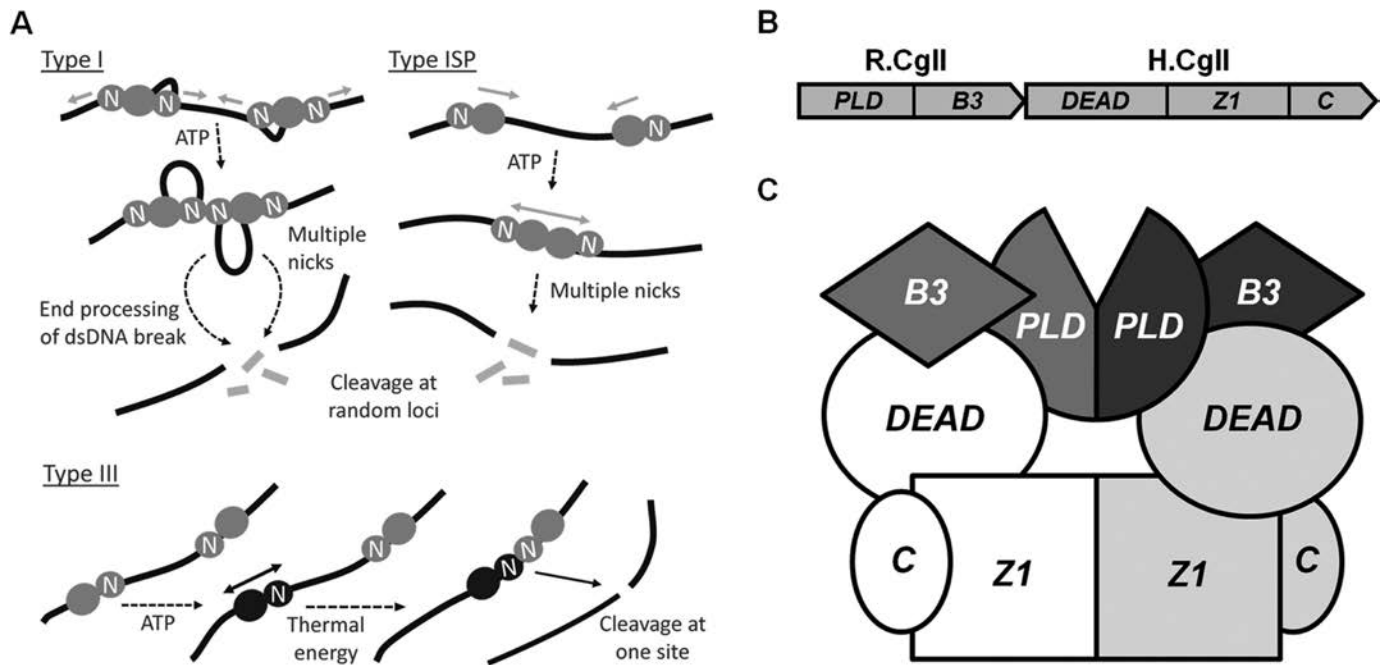 A
Type I
N
N
N
N
ATP
N
N
N
N
Multiple
nicks
End processing
of dsDNA break
Type ISP
N
N
ATP
N
N
Multiple nicks
Cleavage at
random loci
Type III
N
N
ATP
N
N
Thermal
energy
N
N
Cleavage at
one site
B
R.CglI
H.CglI
PLD
B3
DEAD
Z1
C
C
B3
PLD
PLD
B3
DEAD
DEAD
C
Z1
Z1
C